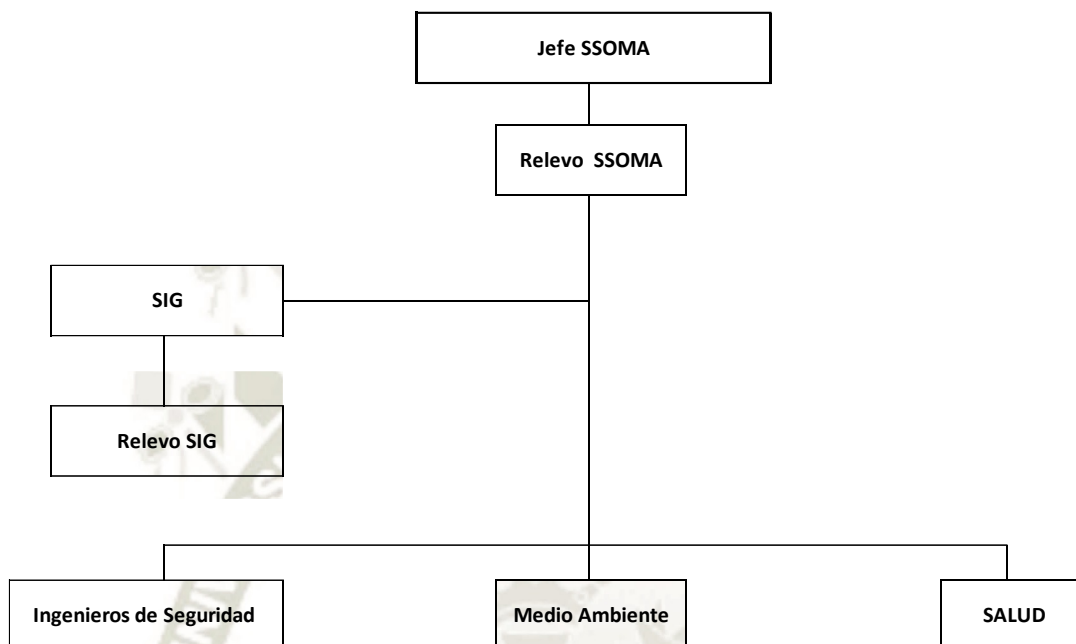 Jefe SSOMA
Relevo SSOMA
SIG
Relevo SIG
Ingenieros de Seguridad
Medio Ambiente
SALUD